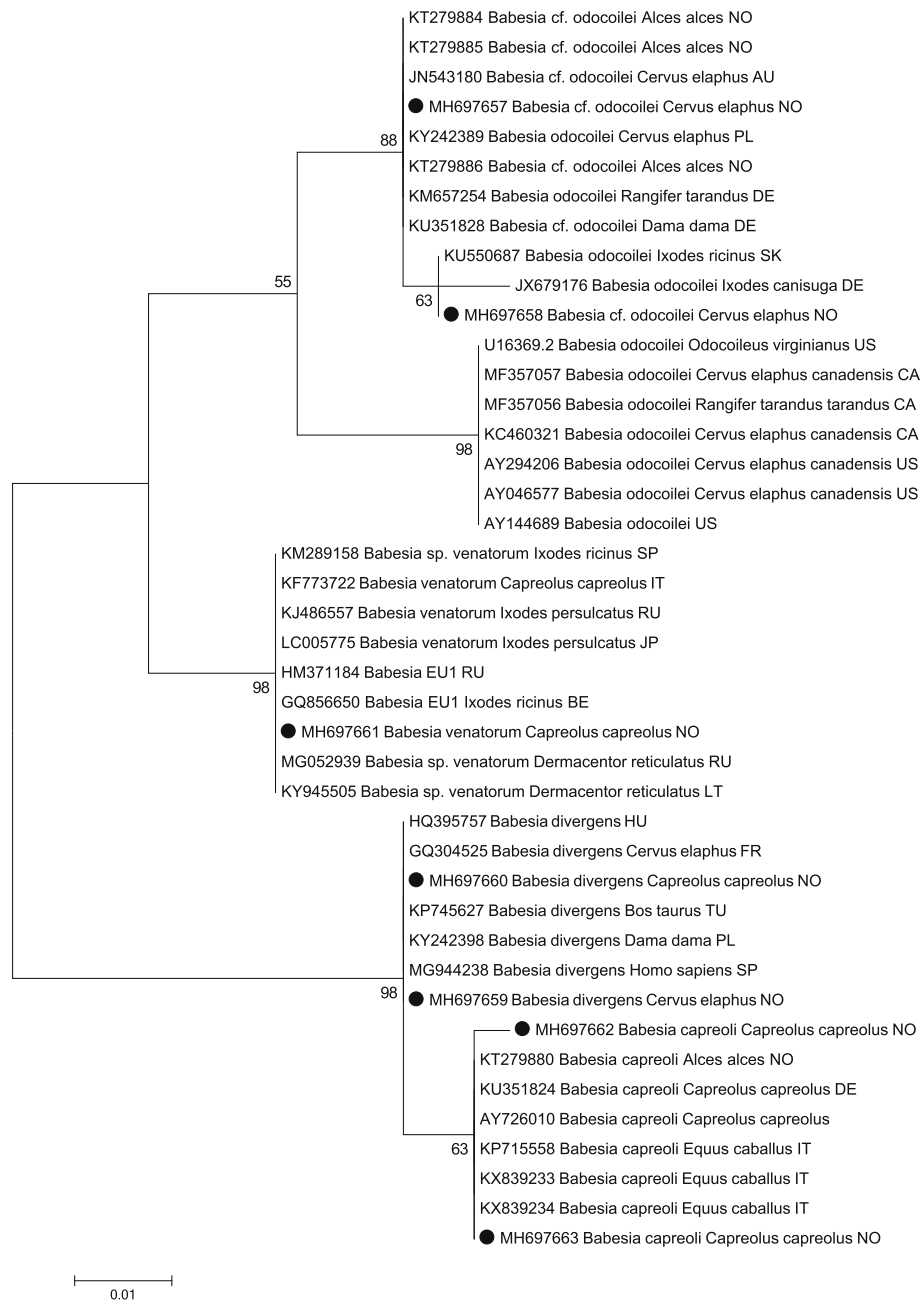 KT279884 Babesia cf. odocoilei Alces alces NO
KT279885 Babesia cf. odocoilei Alces alces NO
JN543180 Babesia cf. odocoilei Cervus elaphus AU
MH697657 Babesia cf. odocoilei Cervus elaphus NO
88
KY242389 Babesia odocoilei Cervus elaphus PL
KT279886 Babesia cf. odocoilei Alces alces NO
KM657254 Babesia odocoilei Rangifer tarandus DE
KU351828 Babesia cf. odocoilei Dama dama DE
KU550687 Babesia odocoilei Ixodes ricinus SK
55
JX679176 Babesia odocoilei Ixodes canisuga DE
63
MH697658 Babesia cf. odocoilei Cervus elaphus NO
U16369.2 Babesia odocoilei Odocoileus virginianus US
MF357057 Babesia odocoilei Cervus elaphus canadensis CA
MF357056 Babesia odocoilei Rangifer tarandus tarandus CA
KC460321 Babesia odocoilei Cervus elaphus canadensis CA
98
AY294206 Babesia odocoilei Cervus elaphus canadensis US
AY046577 Babesia odocoilei Cervus elaphus canadensis US
AY144689 Babesia odocoilei US
KM289158 Babesia sp. venatorum Ixodes ricinus SP
KF773722 Babesia venatorum Capreolus capreolus IT
KJ486557 Babesia venatorum Ixodes persulcatus RU
LC005775 Babesia venatorum Ixodes persulcatus JP
HM371184 Babesia EU1 RU
98
GQ856650 Babesia EU1 Ixodes ricinus BE
MH697661 Babesia venatorum Capreolus capreolus NO
MG052939 Babesia sp. venatorum Dermacentor reticulatus RU
KY945505 Babesia sp. venatorum Dermacentor reticulatus LT
HQ395757 Babesia divergens HU
GQ304525 Babesia divergens Cervus elaphus FR
MH697660 Babesia divergens Capreolus capreolus NO
KP745627 Babesia divergens Bos taurus TU
KY242398 Babesia divergens Dama dama PL
MG944238 Babesia divergens Homo sapiens SP
98
MH697659 Babesia divergens Cervus elaphus NO
MH697662 Babesia capreoli Capreolus capreolus NO
KT279880 Babesia capreoli Alces alces NO
KU351824 Babesia capreoli Capreolus capreolus DE
AY726010 Babesia capreoli Capreolus capreolus
63
KP715558 Babesia capreoli Equus caballus IT
KX839233 Babesia capreoli Equus caballus IT
KX839234 Babesia capreoli Equus caballus IT
MH697663 Babesia capreoli Capreolus capreolus NO
0.01